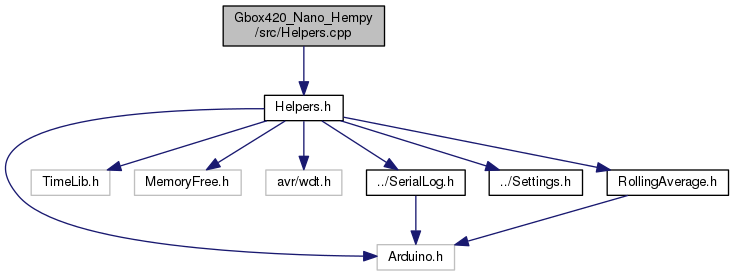 Gbox420_Nano_Hempy
/src/Helpers.cpp
Helpers.h
TimeLib.h
MemoryFree.h
avr/wdt.h
../SerialLog.h
../Settings.h
RollingAverage.h
Arduino.h